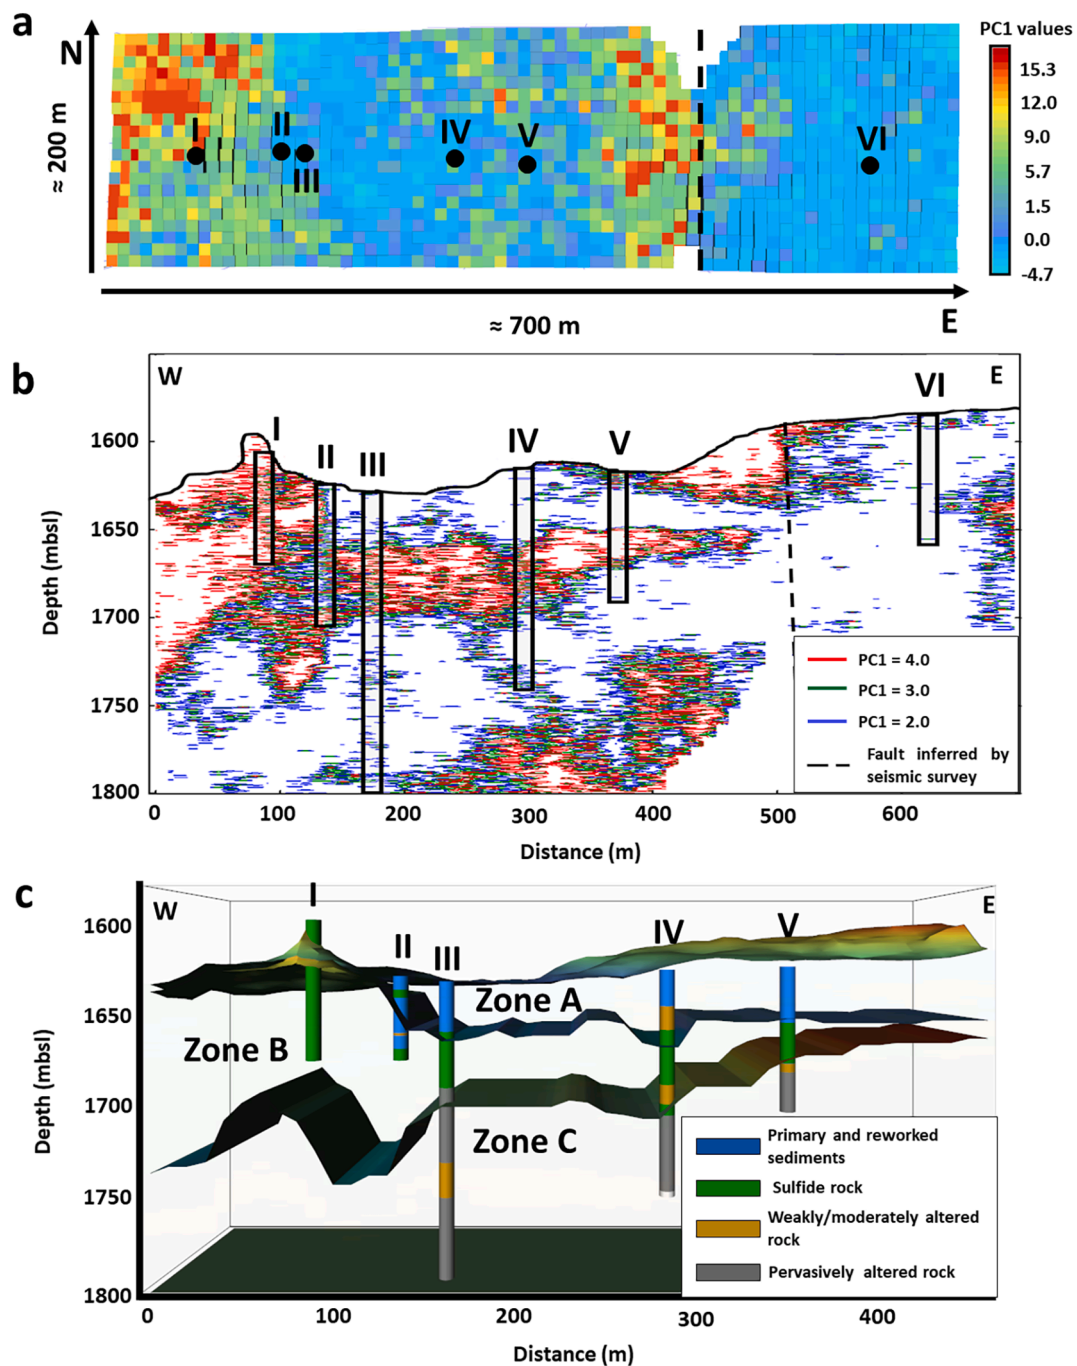 a
N
≈ 200 m
I
II
III
IV
V
VI
≈ 700 m
E
PC1 values
15.3
12.0
9.0
5.7
1.5
0.0
-4.7
b
W
E
I
II
III
IV
V
VI
1600
1650
1700
1750
1800
Depth (mbsl)
0
100
200
300
400
500
600
Distance (m)
PC1 = 4.0
PC1 = 3.0
PC1 = 2.0
Fault inferred by
seismic survey
c
W
E
I
II
III
IV
V
Zone A
Zone B
Zone C
1600
1650
1700
1750
1800
Depth (mbsl)
0
100
200
300
400
Distance (m)
Primary and reworked
sediments
Sulfide rock
Weakly/moderately altered
rock
Pervasively altered rock